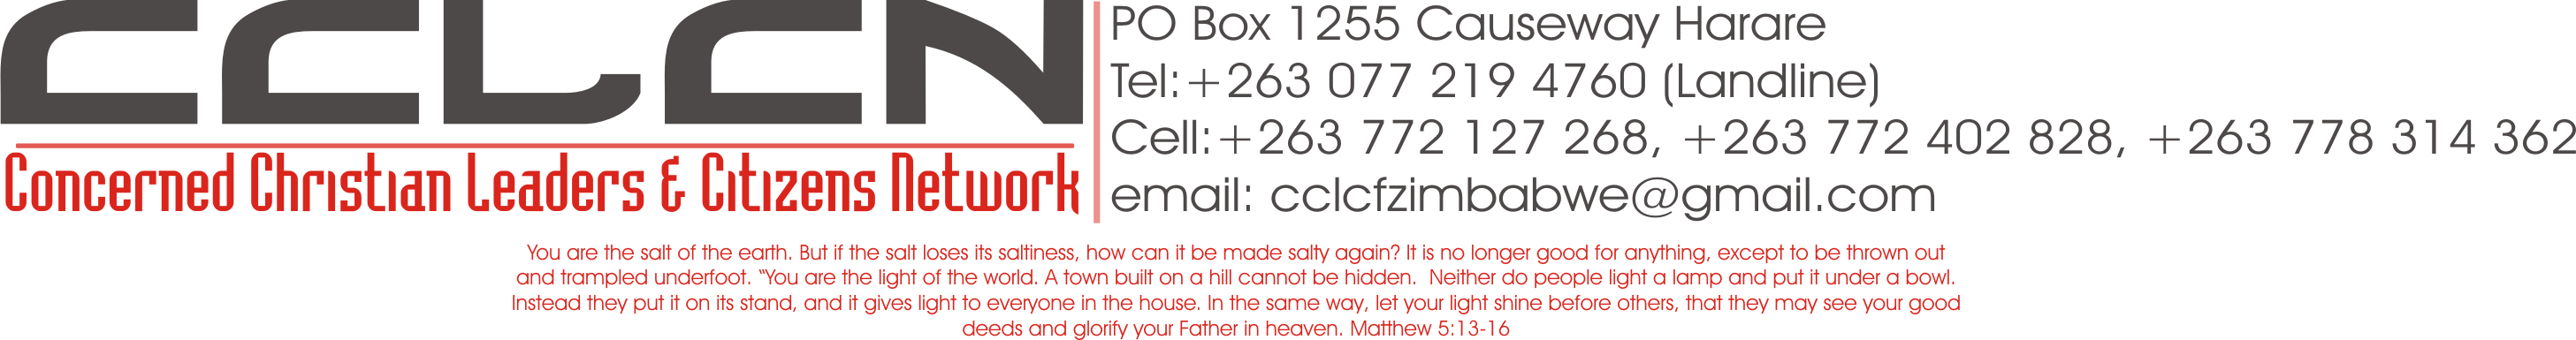 CCLCN
Concerned Christian Leaders & Citizens Network
PO Box 1255 Causeway Harare
Tel:+263 077 219 4760 (Landline)
Cell:+263 772 127 268, +263 772 402 828, +263 778 314 362
email: cclcfzimbabwe@gmail.com
You are the salt of the earth. But if the salt loses its saltiness, how can it be made salty again? It is no longer good for anything, except to be thrown out
and trampled underfoot. “You are the light of the world. A town built on a hill cannot be hidden.  Neither do people light a lamp and put it under a bowl.
Instead they put it on its stand, and it gives light to everyone in the house. In the same way, let your light shine before others, that they may see your good
deeds and glorify your Father in heaven. Matthew 5:13-16